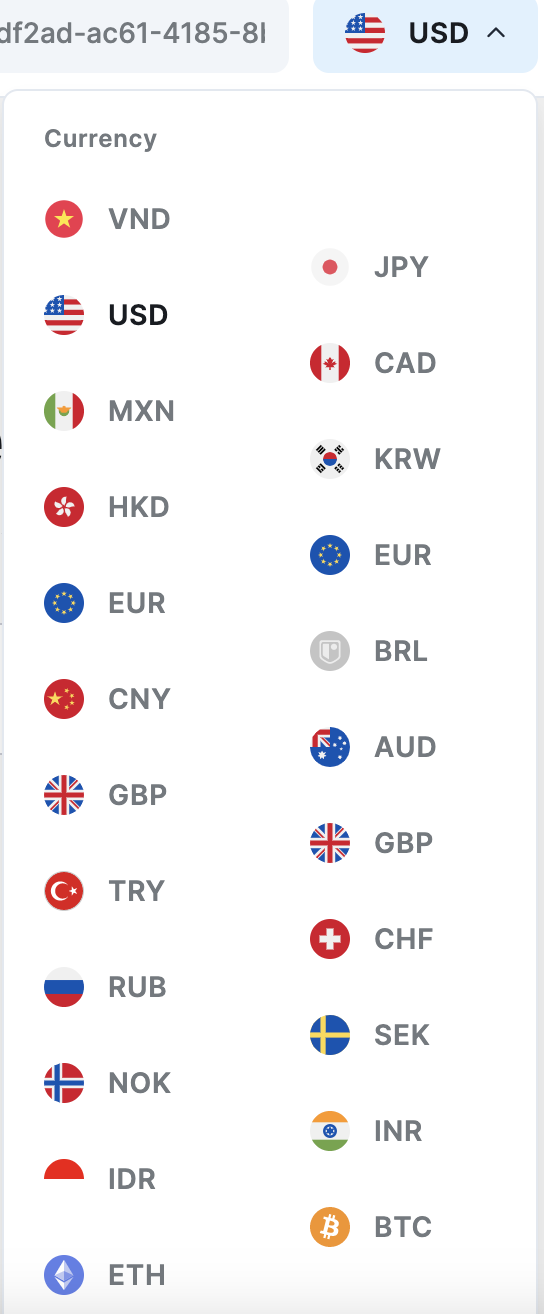 df2ad-ac61-4185-8
USD
Currency
VND
JPY
USD
CAD
MXN
KRW
HKD
EUR
EUR
BRL
CNY
AUD
GBP
GBP
TRY
CHF
RUB
SEK
NOK
INR
IDR
BTC
ETH